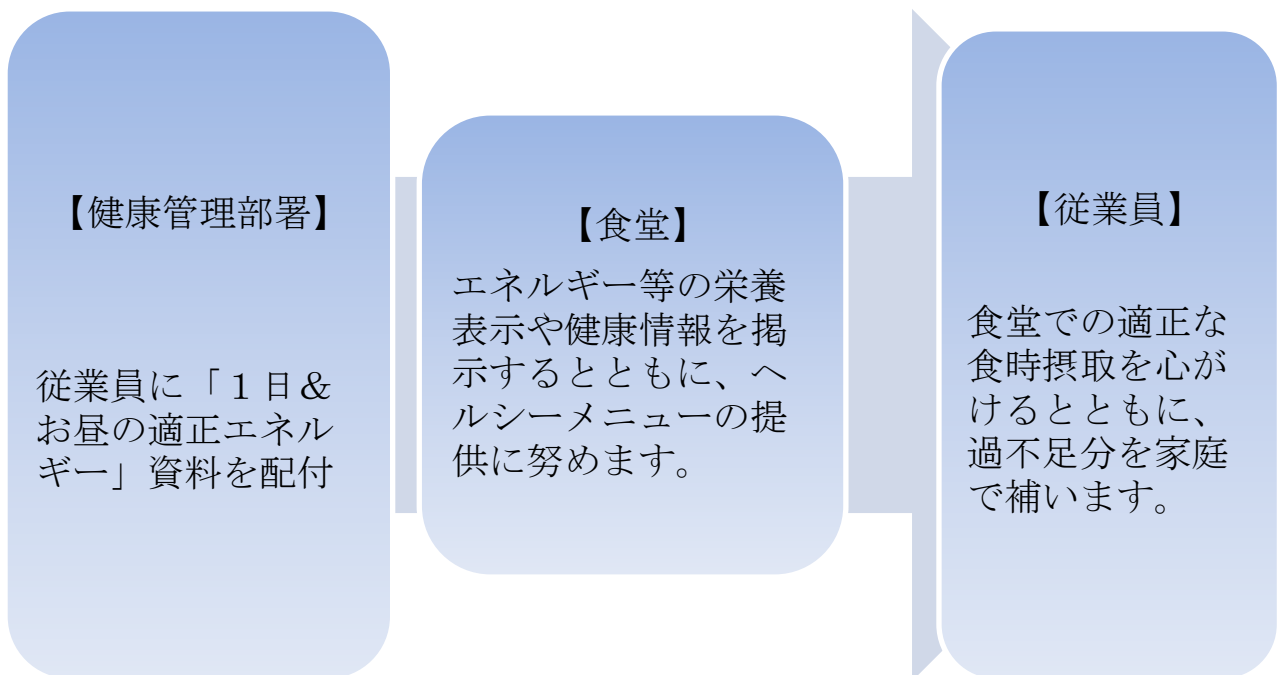 【健康管理部署】
従業員に「１日＆
お昼の適正エネル
ギー」資料を配付
【食堂】
エネルギー等の栄養
表示や健康情報を掲
示するとともに、ヘ
ルシーメニューの提
供に努めます。
【従業員】
食堂での適正な
食時摂取を心が
けるとともに、
過不足分を家庭
で補います。